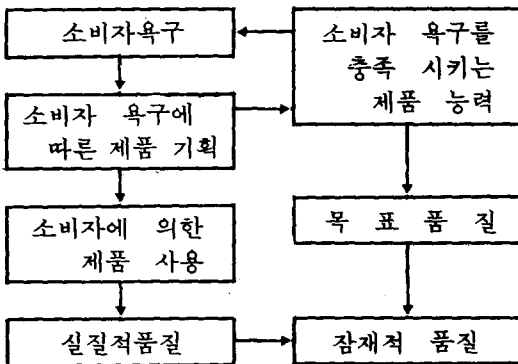 소비자욕구
소비자 욕구를
충족 시키는
제품 능력
소비자 욕구에
따른 제품 기획
소비자에 의한
제품 사용
목 표 품 질
실질적품질
잠재적 품질